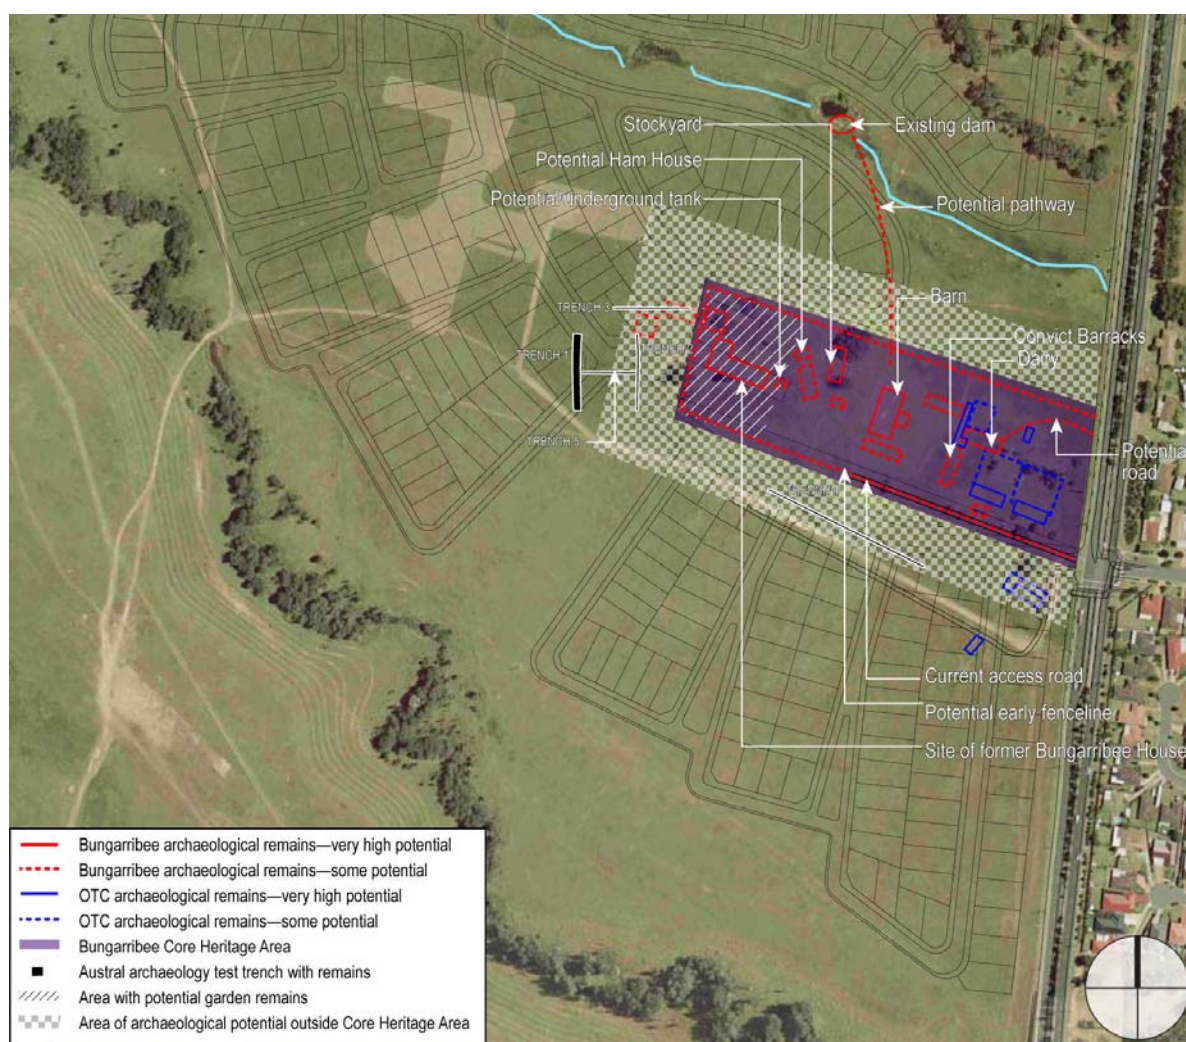 Stockyard
Existing dam
Potential Ham House
Potential underground tank
Potential pathway
TRENCH 3
Barn
Convict Barracks
Dairy
TRENCH 1
TRENCH 5
Potential
road
Current access road
Potential early fenceline
Site of former Bungarribee House
Bungarribee archaeological remains—very high potential
Bungarribee archaeological remains—some potential
OTC archaeological remains—very high potential
OTC archaeological remains—some potential
Bungarribee Core Heritage Area
Austral archaeology test trench with remains
Area with potential garden remains
Area of archaeological potential outside Core Heritage Area